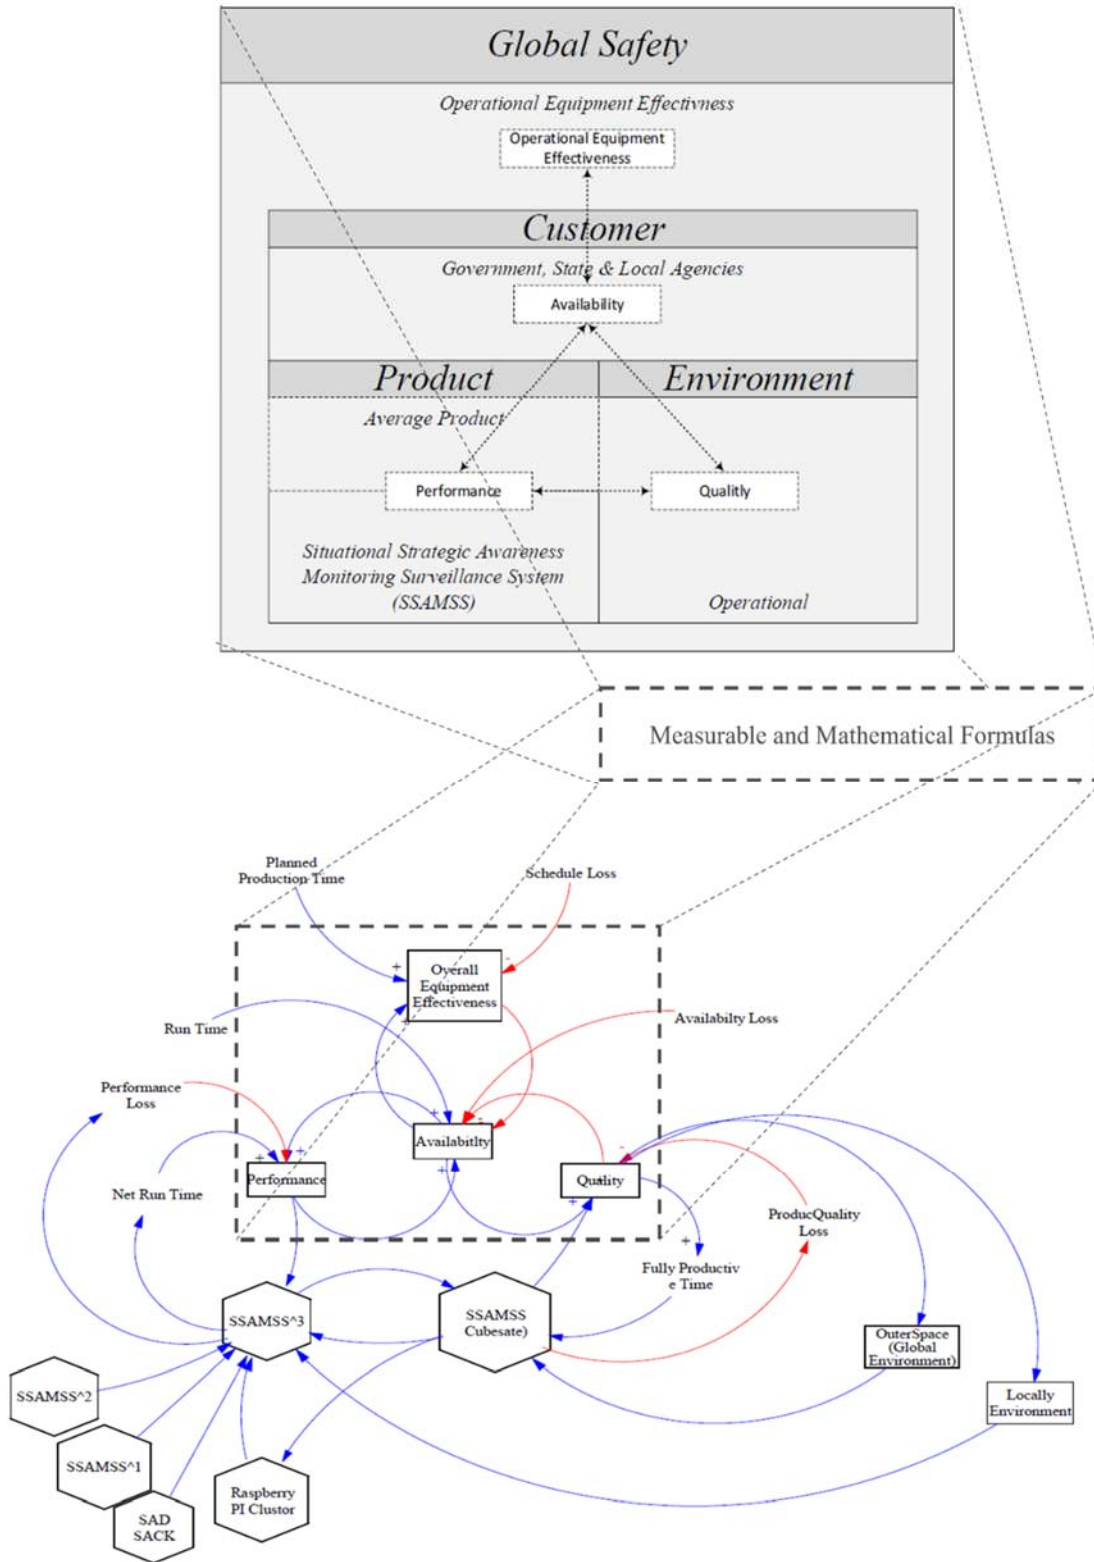 Global Safety
Operational Equipment Effectivness
Operational Equipment
Effectiveness
Customer
Government, State & Local Agencies
Availability
Product
Environment
Average Product
Performance
Qualitly
Situational Strategic Awareness
Monitoring Surveillance System
(SSAMSS)
Operational
Measurable and Mathematical Formulas
Planned
Production Time
Schedule Loss
+
-
Overall
Equipment
Effectiveness
+
Run Time
Availabilty Loss
Performance
Loss
+
-
Availabitlty
+
+
-
Performance
+
Quality
+
+
Net Run Time
ProducQuality
Loss
+
Fully Productiv
e Time
SSAMSS^3
SSAMSS
Cubesate)
OuterSpace
(Global
Environment)
SSAMSS^2
Locally
Environment
SSAMSS^1
Raspberry
PI Clustor
SAD
SACK